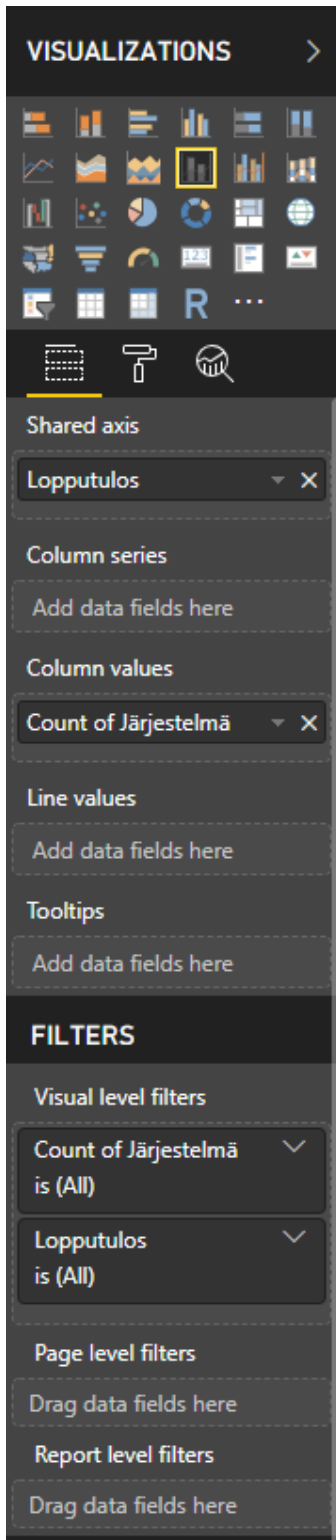 VISUALIZATIONS
123
R
Shared axis
Lopputulos
Column series
Add data fields here
Column values
Count of Järjestelmä
Line values
Add data fields here
Tooltips
Add data fields here
FILTERS
Visual level filters
Count of Järjestelmä
is (All)
Lopputulos
is (All)
Page level filters
Drag data fields here
Report level filters
Drag data fields here